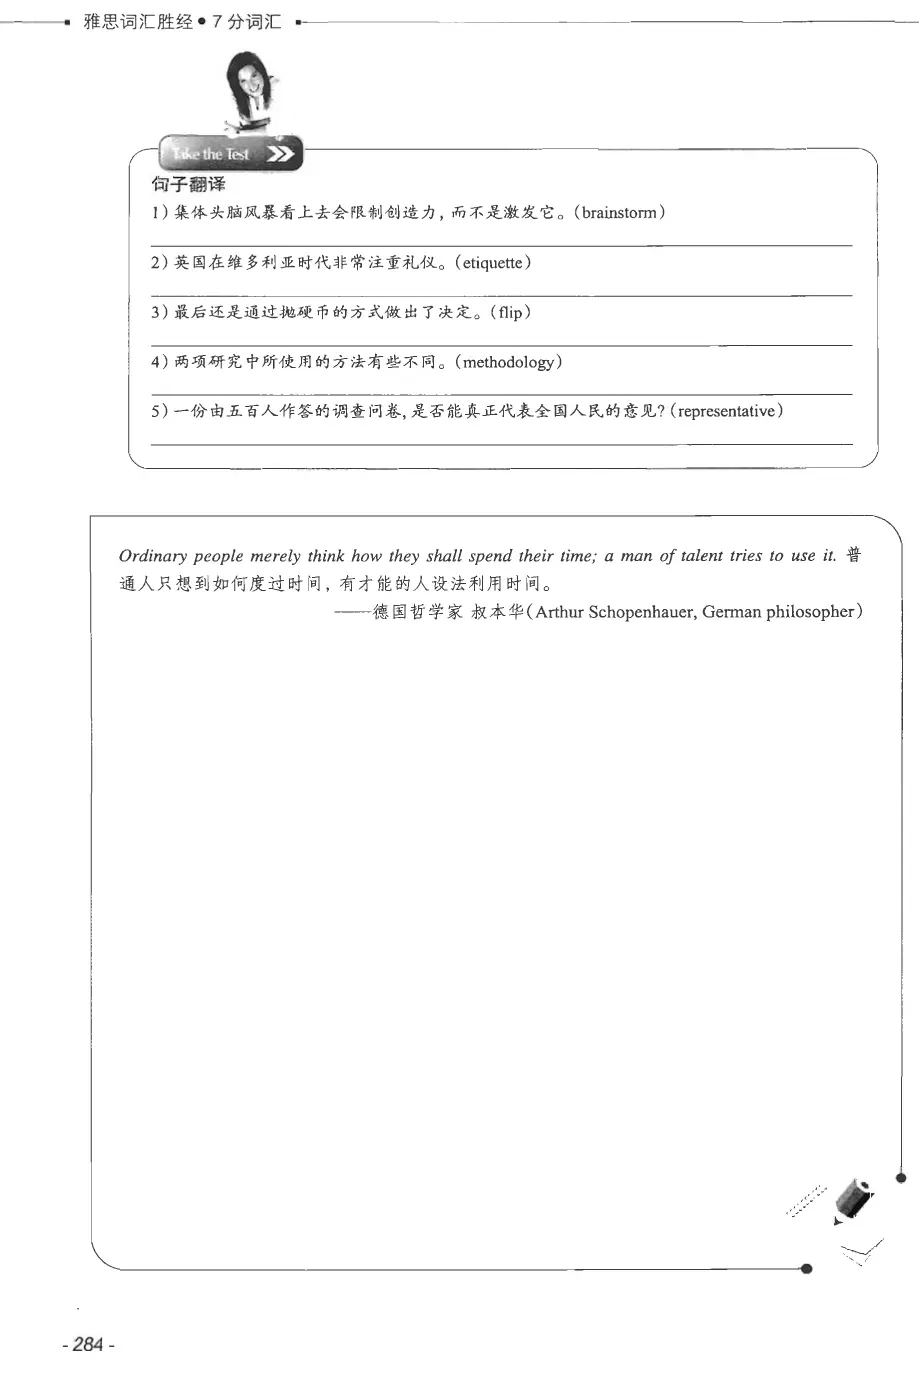 雅思词汇胜经●7分词汇
Take the Test
句子翻译
1）集体头脑风暴看上去会限制创造力，而不是激发它。（brainstorm）
2）英国在维多利亚时代非常注重礼仪。（etiquette）
3）最后还是通过抛硬币的方式做出了决定。（flip）
4）两项研究中所使用的方法有些不同。（methodology）
5）一份由五百人作答的调查问卷，是否能真正代表全国人民的意见？（representative）
Ordinary people merely think how they shall spend their time; a man of talent tries to use it. 普
通人只想到如何度过时间，有才能的人设法利用时间。
——德国哲学家 叔本华（Arthur Schopenhauer, German philosopher）
- 284 -